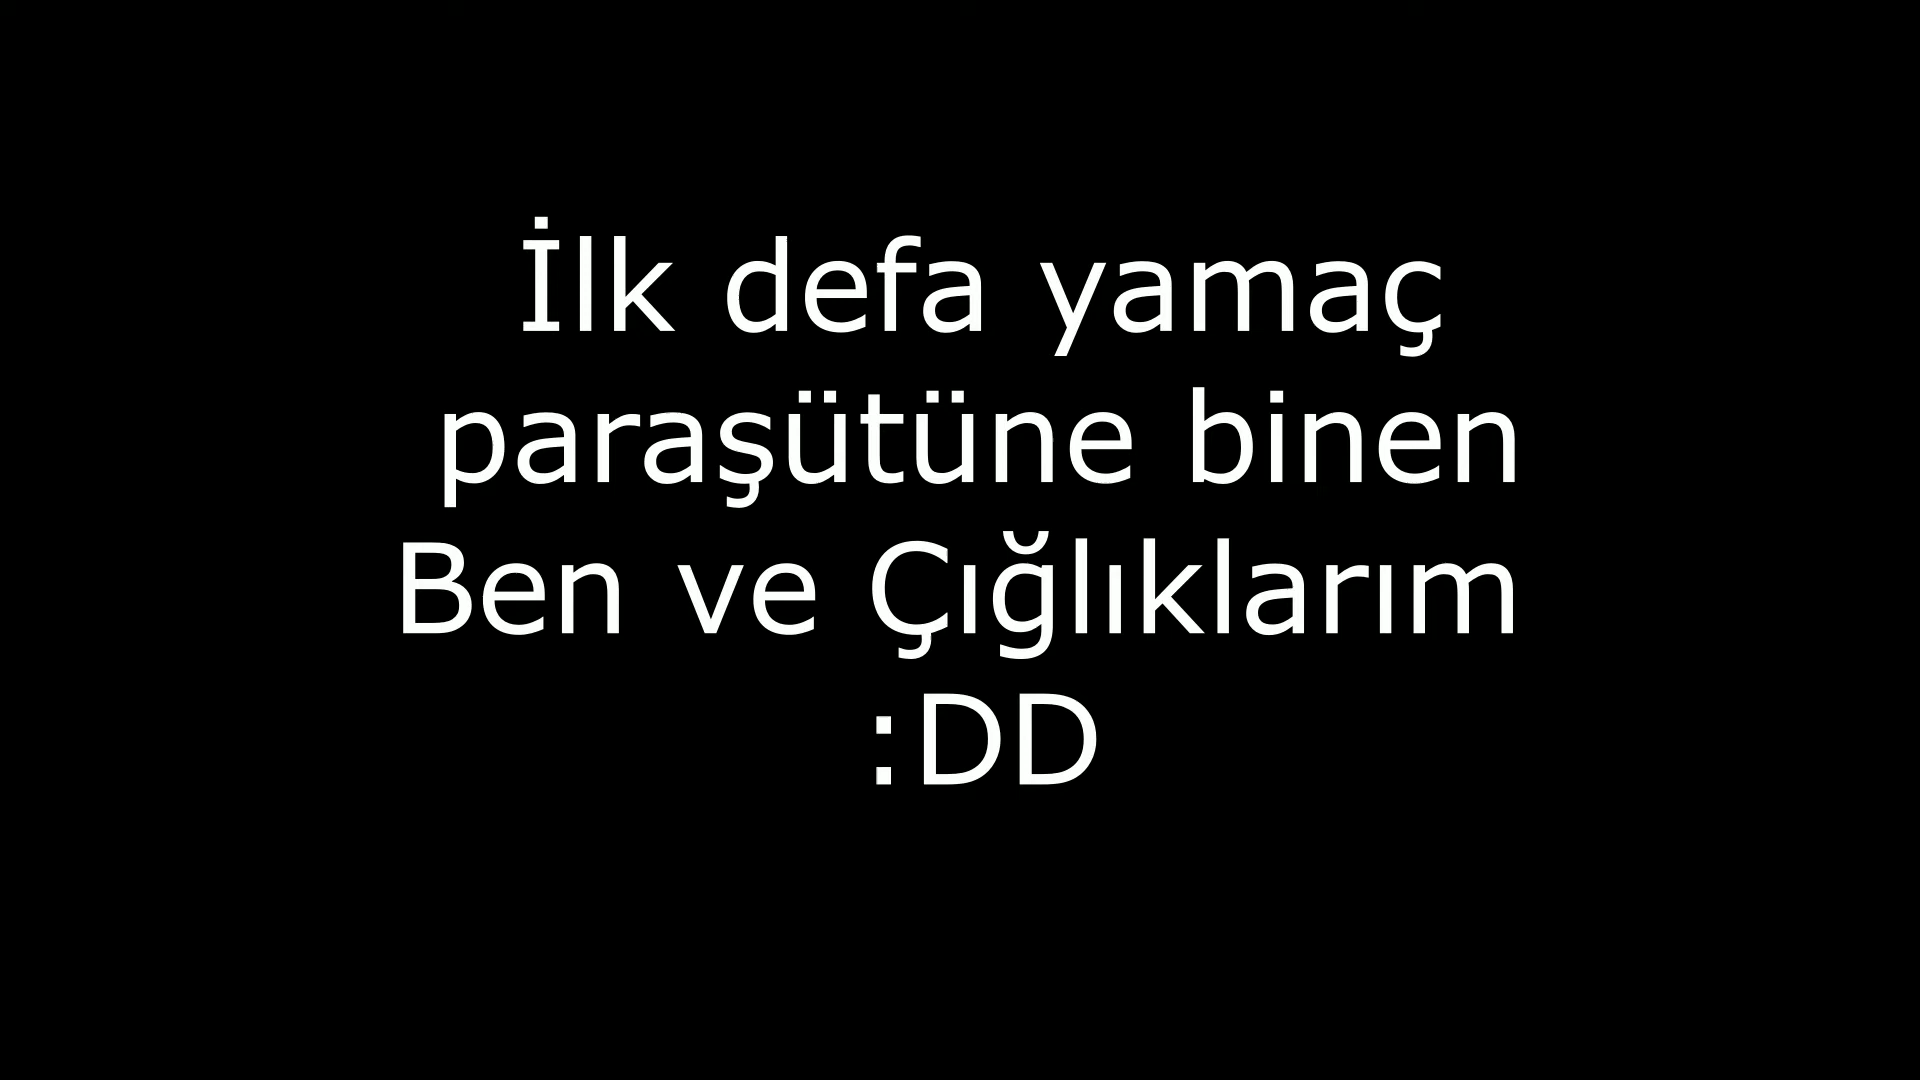 İlk defa yamaç
paraşütüne binen
Ben ve Çığlıklarım
:DD